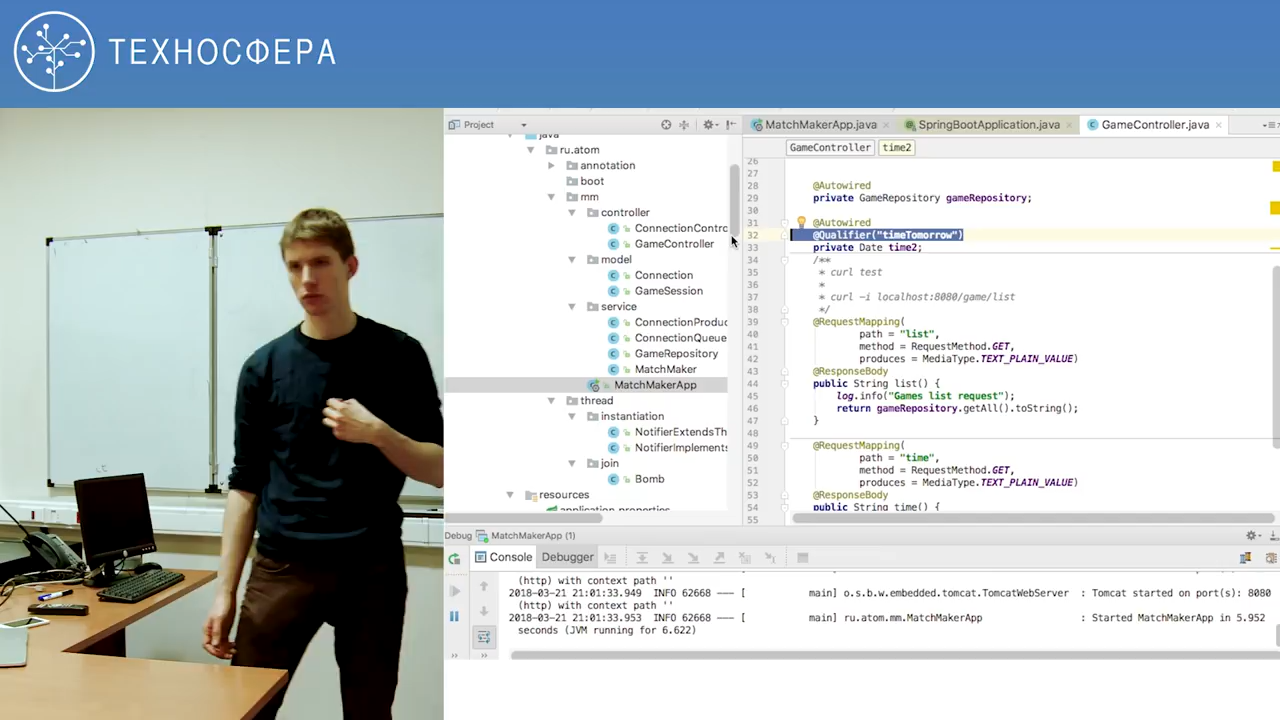 ТЕХНОСФЕРА
Project
MatchMakerApp.java
SpringBootApplication.java
GameController.java
GameController
time2
java
ru.atom
annotation
boot
mm
controller
ConnectionContro
GameController
model
Connection
GameSession
service
ConnectionProduc
ConnectionQueue
GameRepository
MatchMaker
MatchMakerApp
thread
instantiation
NotifierExtendsTh
NotifierImplements
join
Bomb
resources
application.properties
26
27
28 @Autowired
29 private GameRepository gameRepository;
30
31 @Autowired
32 @Qualifier("timeTomorrow")
33 private Date time2;
34 /**
35 * curl test
36 *
37 * curl -i localhost:8080/game/list
38 */
39 @RequestMapping(
40 path = "list",
41 method = RequestMethod.GET,
42 produces = MediaType.TEXT_PLAIN_VALUE)
43 @ResponseBody
44 public String list() {
45 log.info("Games list request");
46 return gameRepository.getAll().toString();
47 }
48
49 @RequestMapping(
50 path = "time",
51 method = RequestMethod.GET,
52 produces = MediaType.TEXT_PLAIN_VALUE)
53 @ResponseBody
54 public String time() {
55
Debug MatchMakerApp (1)
Console Debugger
(http) with context path ''
2018-03-21 21:01:33.949 INFO 62668 --- [ main] o.s.b.w.embedded.tomcat.TomcatWebServer : Tomcat started on port(s): 8080
(http) with context path ''
2018-03-21 21:01:33.953 INFO 62668 --- [ main] ru.atom.mm.MatchMakerApp : Started MatchMakerApp in 5.952
seconds (JVM running for 6.622)